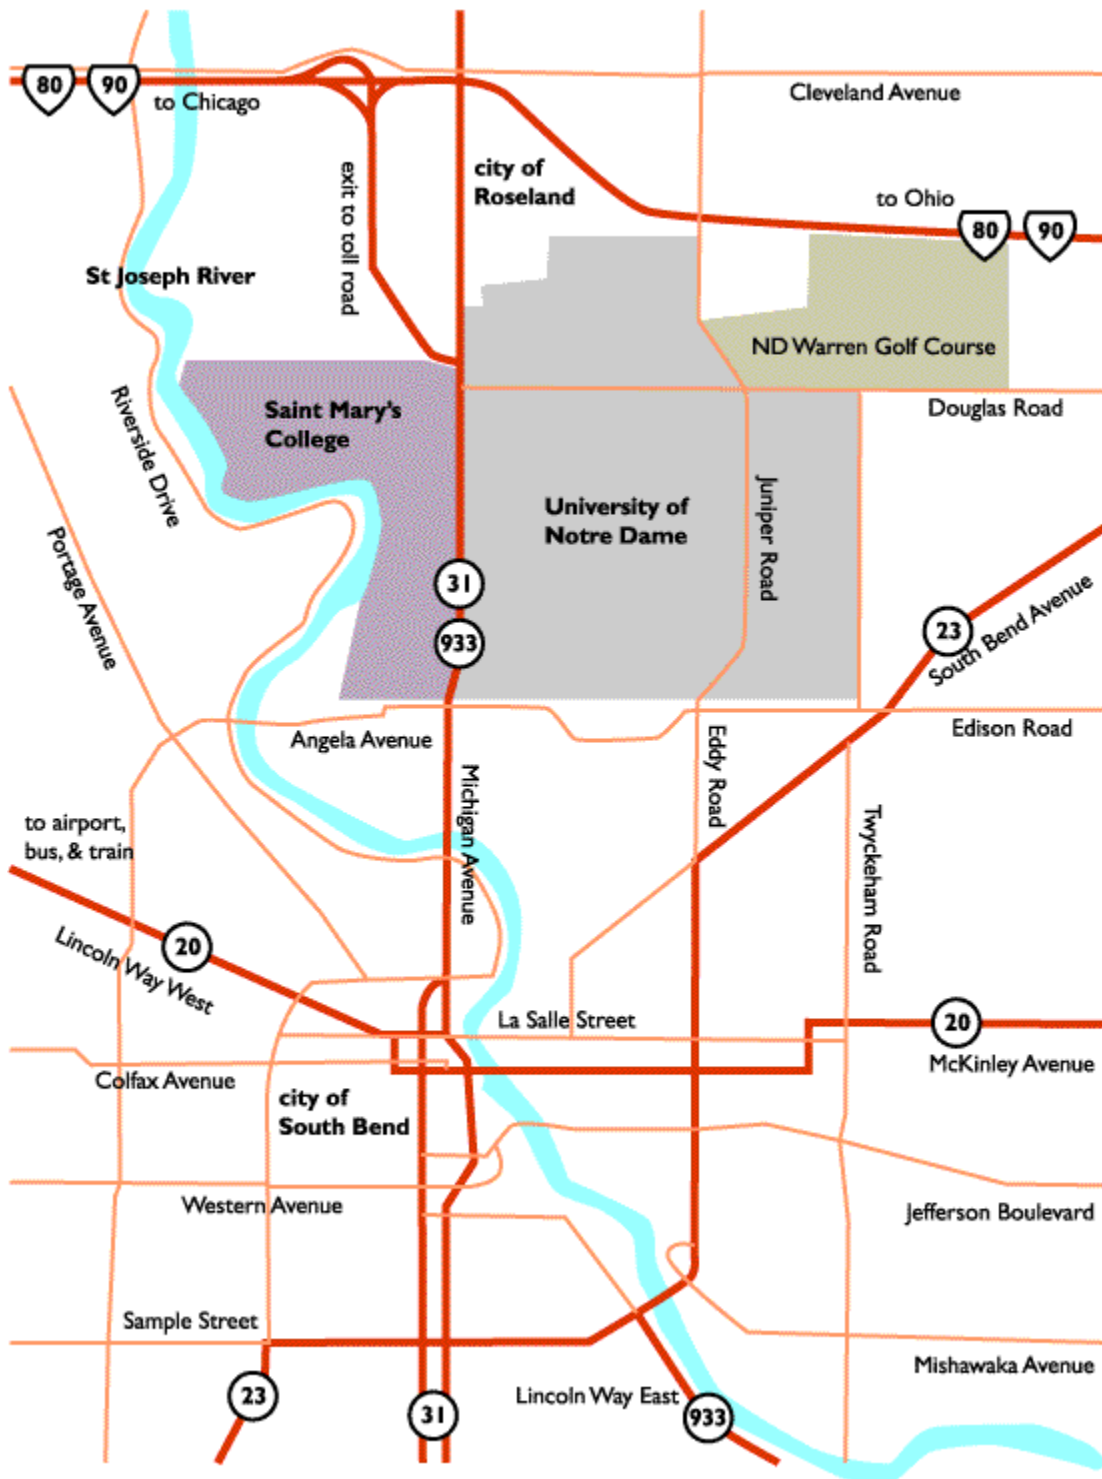 80
90
to Chicago
Cleveland Avenue
city of
Roseland
exit to toll road
to Ohio
80
90
St Joseph River
ND Warren Golf Course
Saint Mary's
College
Douglas Road
Riverside Drive
University of
Notre Dame
Juniper Road
Portage Avenue
31
933
23
South Bend Avenue
Angela Avenue
Edison Road
Eddy Road
Michigan Avenue
Twyckeham Road
to airport,
bus, & train
20
Lincoln Way West
La Salle Street
20
McKinley Avenue
Colfax Avenue
city of
South Bend
Western Avenue
Jefferson Boulevard
Sample Street
Mishawaka Avenue
23
31
Lincoln Way East
933